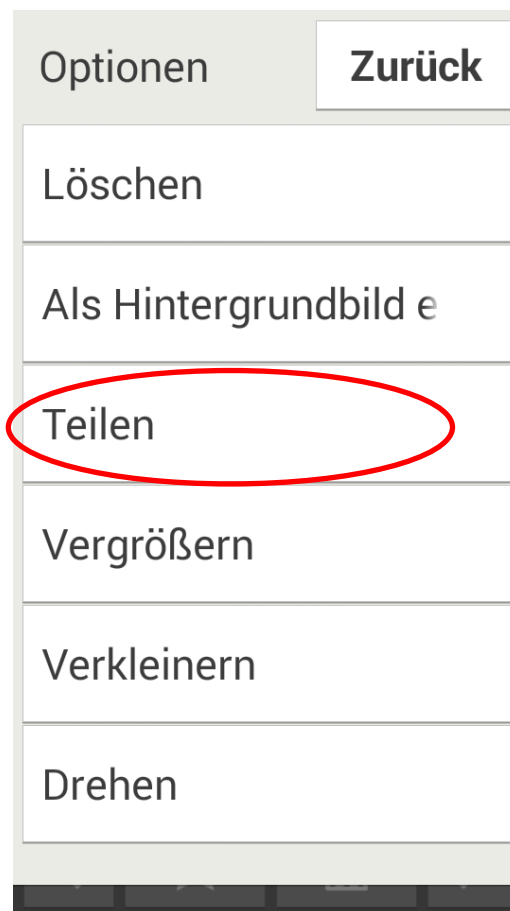 Optionen Zurück
Löschen
Als Hintergrundbild e
Teilen
Vergrößern
Verkleinern
Drehen